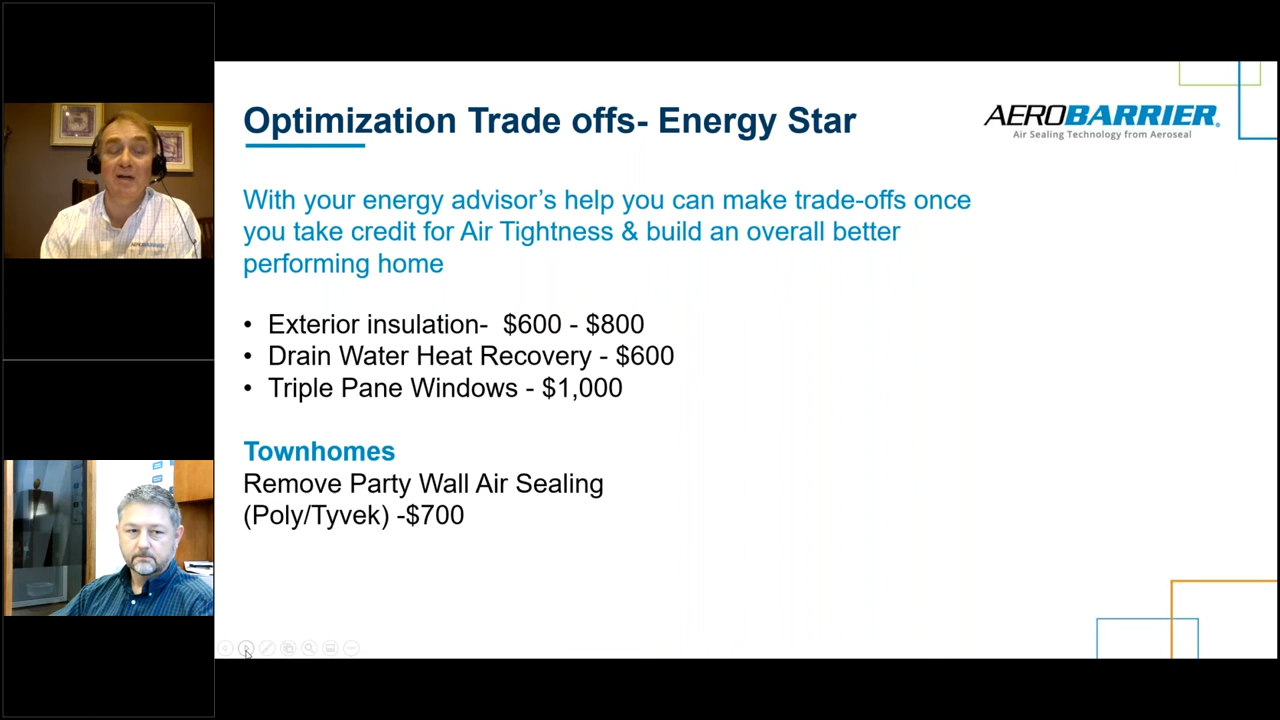 Optimization Trade offs- Energy Star
AEROBARRIER®
Air Sealing Technology from Aeroseal
With your energy advisor’s help you can make trade-offs once
you take credit for Air Tightness & build an overall better
performing home
• Exterior insulation-  $600 - $800
• Drain Water Heat Recovery - $600
• Triple Pane Windows - $1,000
Townhomes
Remove Party Wall Air Sealing
(Poly/Tyvek) -$700